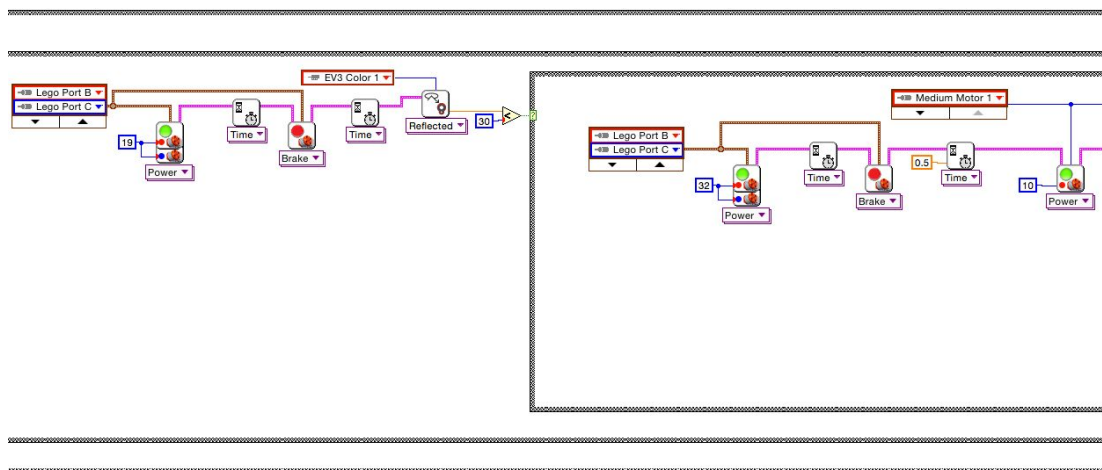 EV3 Color 1
Lego Port B
Lego Port C
19
Power
Time
Brake
Time
Reflected
30
<
?
Medium Motor 1
Lego Port B
Lego Port C
32
Power
Time
Brake
0.5
Time
10
Power